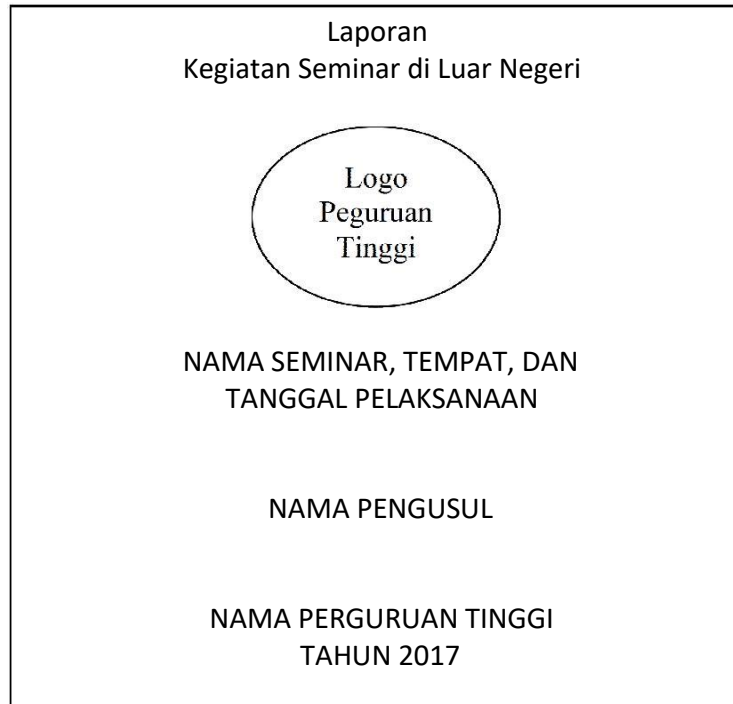 Laporan
Kegiatan Seminar di Luar Negeri
Logo
Peguruan
Tinggi
NAMA SEMINAR, TEMPAT, DAN
TANGGAL PELAKSANAAN
NAMA PENGUSUL
NAMA PERGURUAN TINGGI
TAHUN 2017